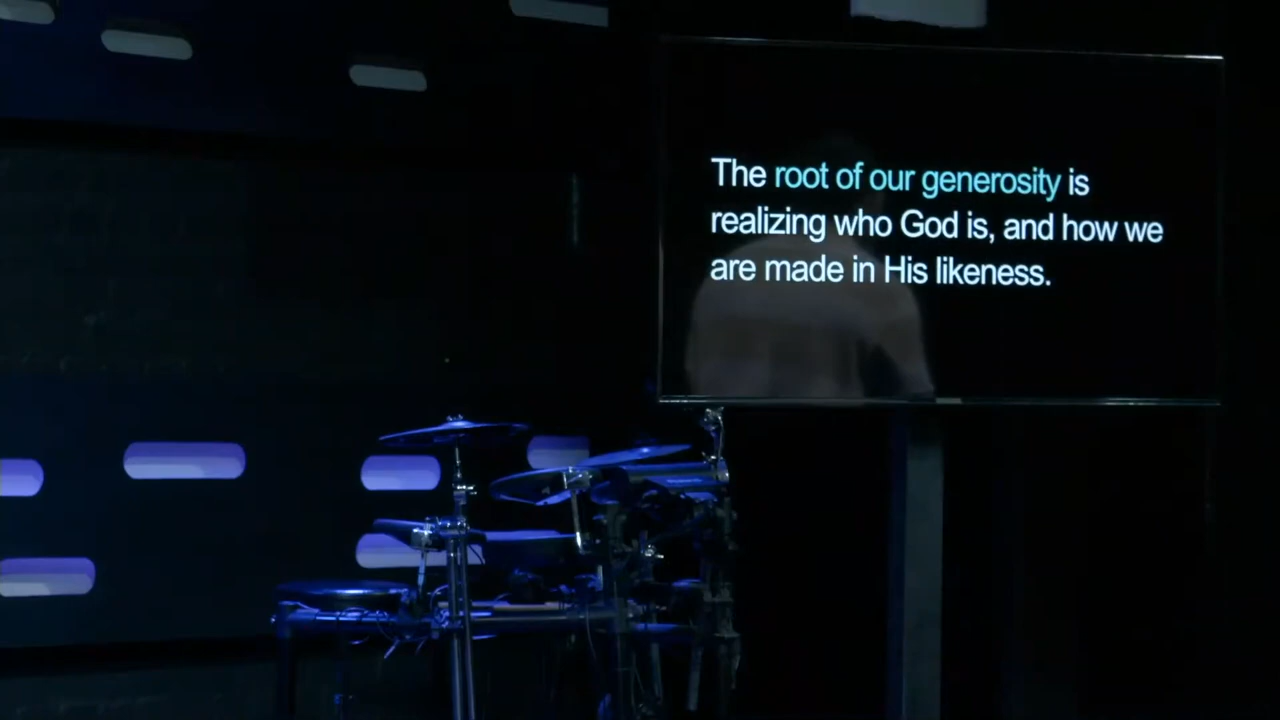 The root of our generosity is
realizing who God is, and how we
are made in His likeness.